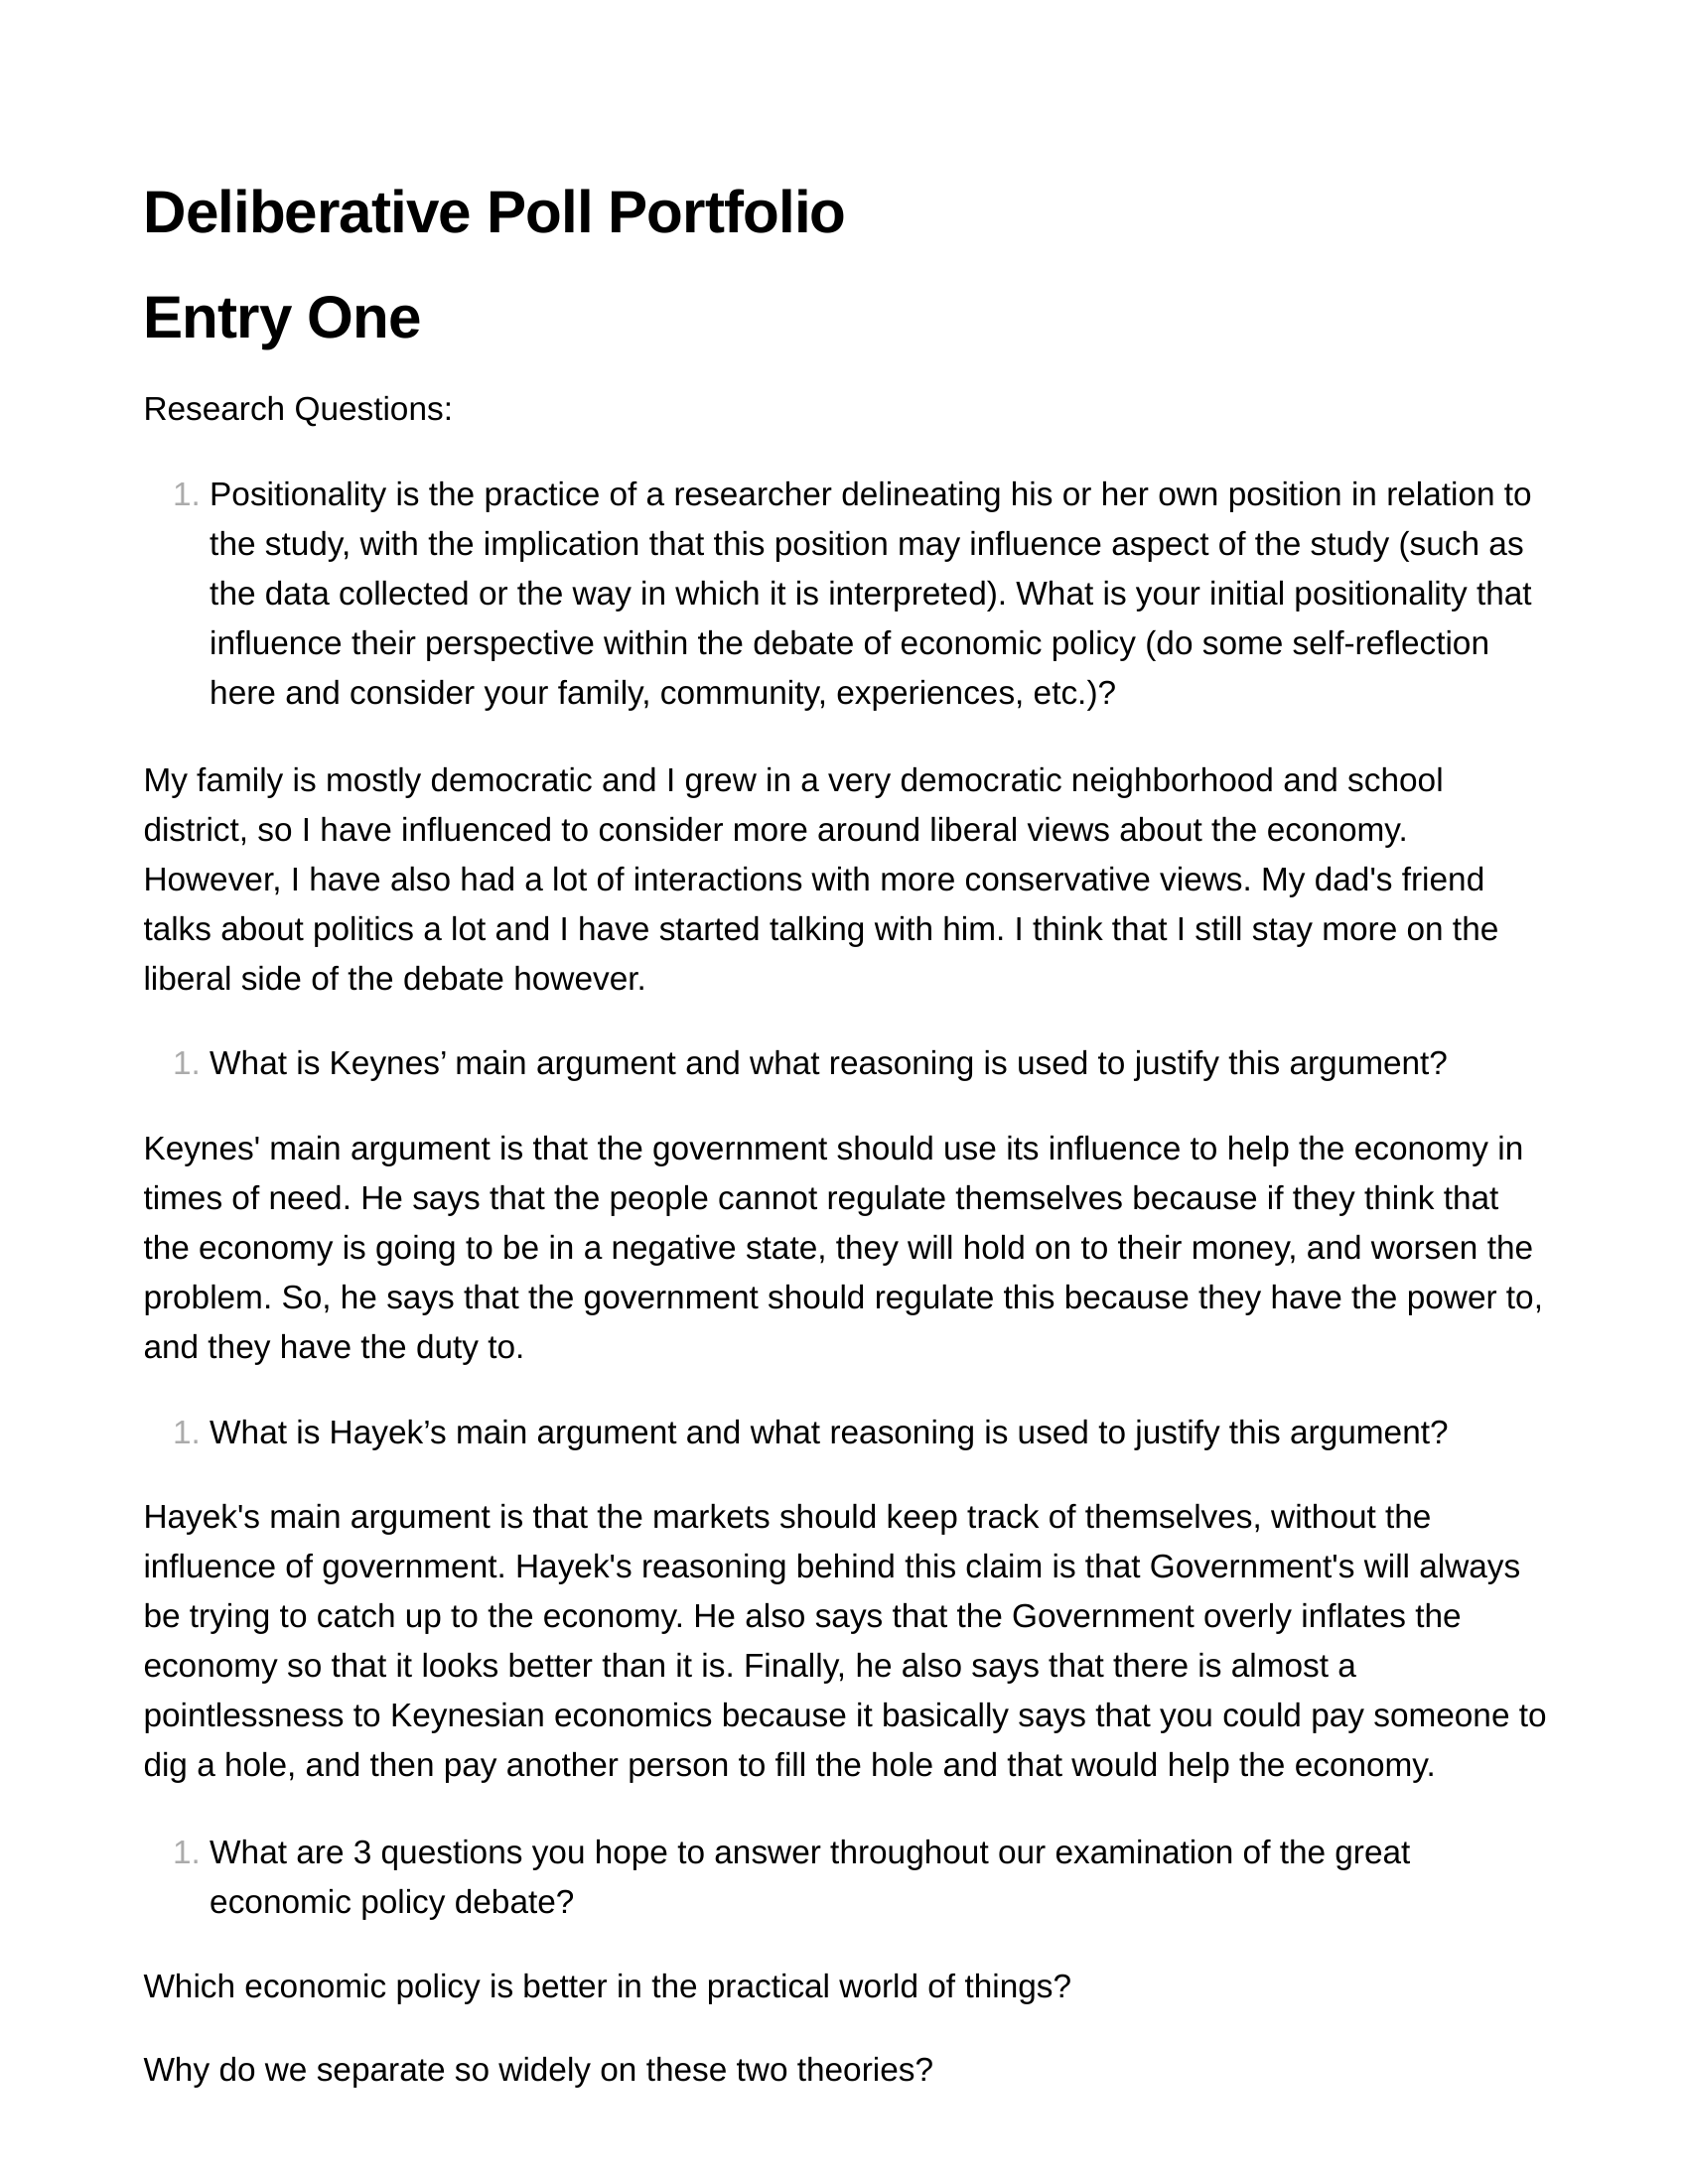 Deliberative Poll Portfolio
Entry One
Research Questions:
1. Positionality is the practice of a researcher delineating his or her own position in relation to
the study, with the implication that this position may influence aspect of the study (such as
the data collected or the way in which it is interpreted). What is your initial positionality that
influence their perspective within the debate of economic policy (do some self-reflection
here and consider your family, community, experiences, etc.)?
My family is mostly democratic and I grew in a very democratic neighborhood and school
district, so I have influenced to consider more around liberal views about the economy.
However, I have also had a lot of interactions with more conservative views. My dad's friend
talks about politics a lot and I have started talking with him. I think that I still stay more on the
liberal side of the debate however.
1. What is Keynes’ main argument and what reasoning is used to justify this argument?
Keynes' main argument is that the government should use its influence to help the economy in
times of need. He says that the people cannot regulate themselves because if they think that
the economy is going to be in a negative state, they will hold on to their money, and worsen the
problem. So, he says that the government should regulate this because they have the power to,
and they have the duty to.
1. What is Hayek’s main argument and what reasoning is used to justify this argument?
Hayek's main argument is that the markets should keep track of themselves, without the
influence of government. Hayek's reasoning behind this claim is that Government's will always
be trying to catch up to the economy. He also says that the Government overly inflates the
economy so that it looks better than it is. Finally, he also says that there is almost a
pointlessness to Keynesian economics because it basically says that you could pay someone to
dig a hole, and then pay another person to fill the hole and that would help the economy.
1. What are 3 questions you hope to answer throughout our examination of the great
economic policy debate?
Which economic policy is better in the practical world of things?
Why do we separate so widely on these two theories?